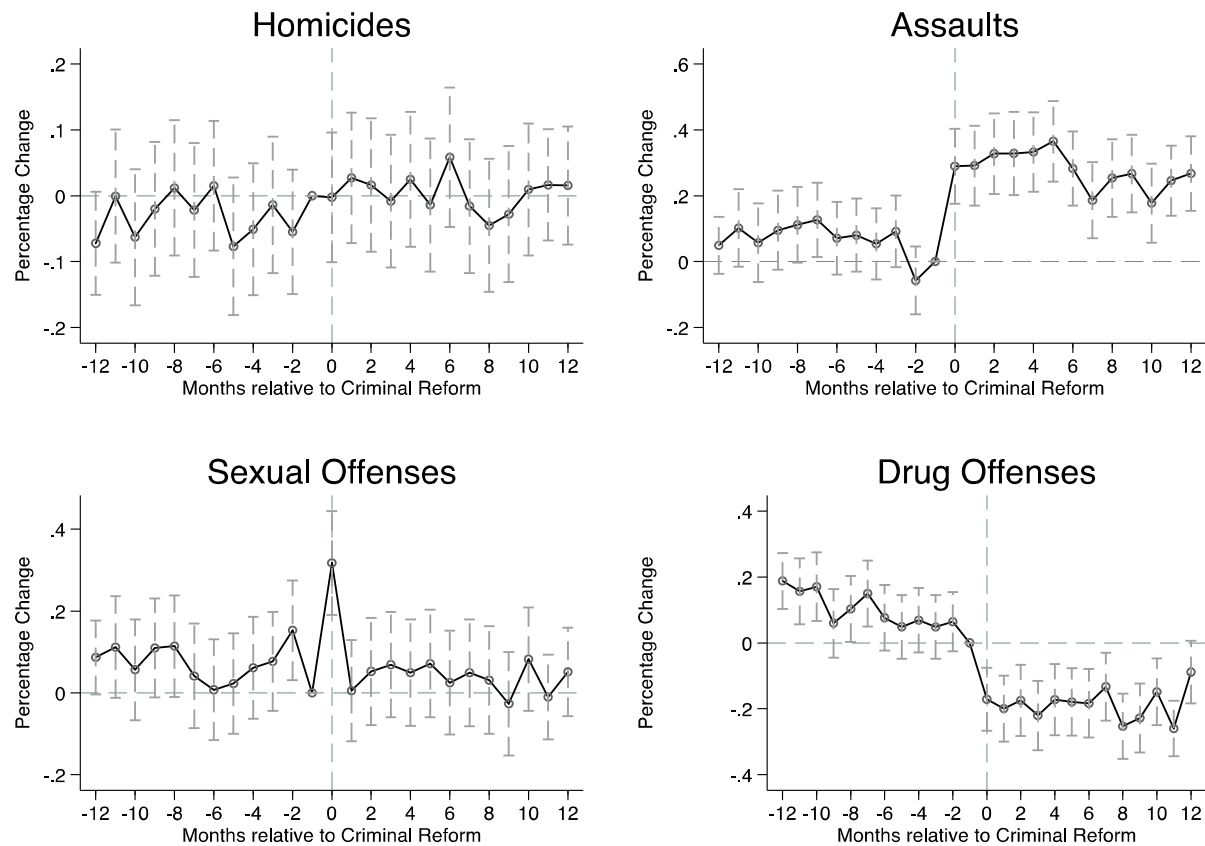 Homicides
Percentage Change
.2
.1
0
-.1
-.2
-12 -10 -8 -6 -4 -2 0 2 4 6 8 10 12
Months relative to Criminal Reform
Assaults
Percentage Change
.6
.4
.2
0
-.2
-12 -10 -8 -6 -4 -2 0 2 4 6 8 10 12
Months relative to Criminal Reform
Sexual Offenses
Percentage Change
.4
.2
0
-.2
-12 -10 -8 -6 -4 -2 0 2 4 6 8 10 12
Months relative to Criminal Reform
Drug Offenses
Percentage Change
.4
.2
0
-.2
-.4
-12 -10 -8 -6 -4 -2 0 2 4 6 8 10 12
Months relative to Criminal Reform